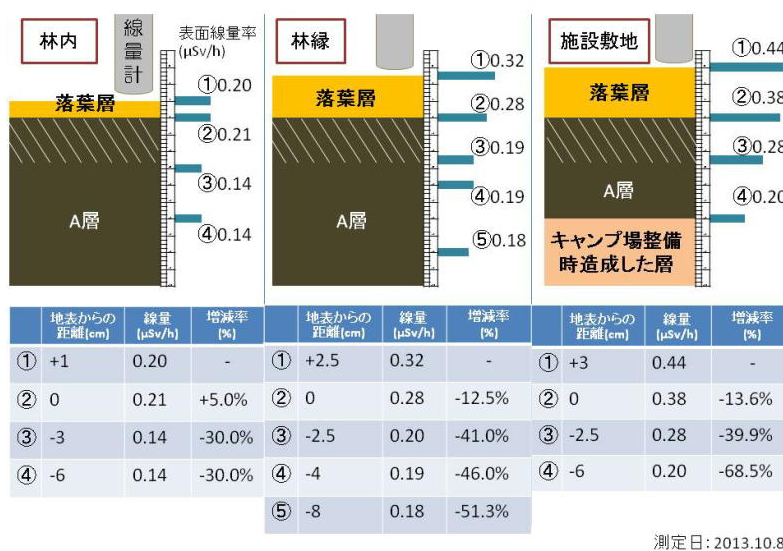 林内
線量計
表面線量率
(μSv/h)
①0.20
②0.21
③0.14
④0.14
落葉層
A層
林縁
①0.32
②0.28
③0.19
④0.19
⑤0.18
落葉層
A層
施設敷地
①0.44
②0.38
③0.28
④0.20
落葉層
A層
キャンプ場整備
時造成した層
地表からの
距離(cm)
線量
(μSv/h)
増減率
(%)
① +1 0.20 -
② 0 0.21 +5.0%
③ -3 0.14 -30.0%
④ -6 0.14 -30.0%
地表からの
距離(cm)
線量
(μSv/h)
増減率
(%)
① +2.5 0.32 -
② 0 0.28 -12.5%
③ -2.5 0.20 -41.0%
④ -4 0.19 -46.0%
⑤ -8 0.18 -51.3%
地表からの
距離(cm)
線量
(μSv/h)
増減率
(%)
① +3 0.44 -
② 0 0.38 -13.6%
③ -2.5 0.28 -39.9%
④ -6 0.20 -68.5%
測定日:2013.10.8